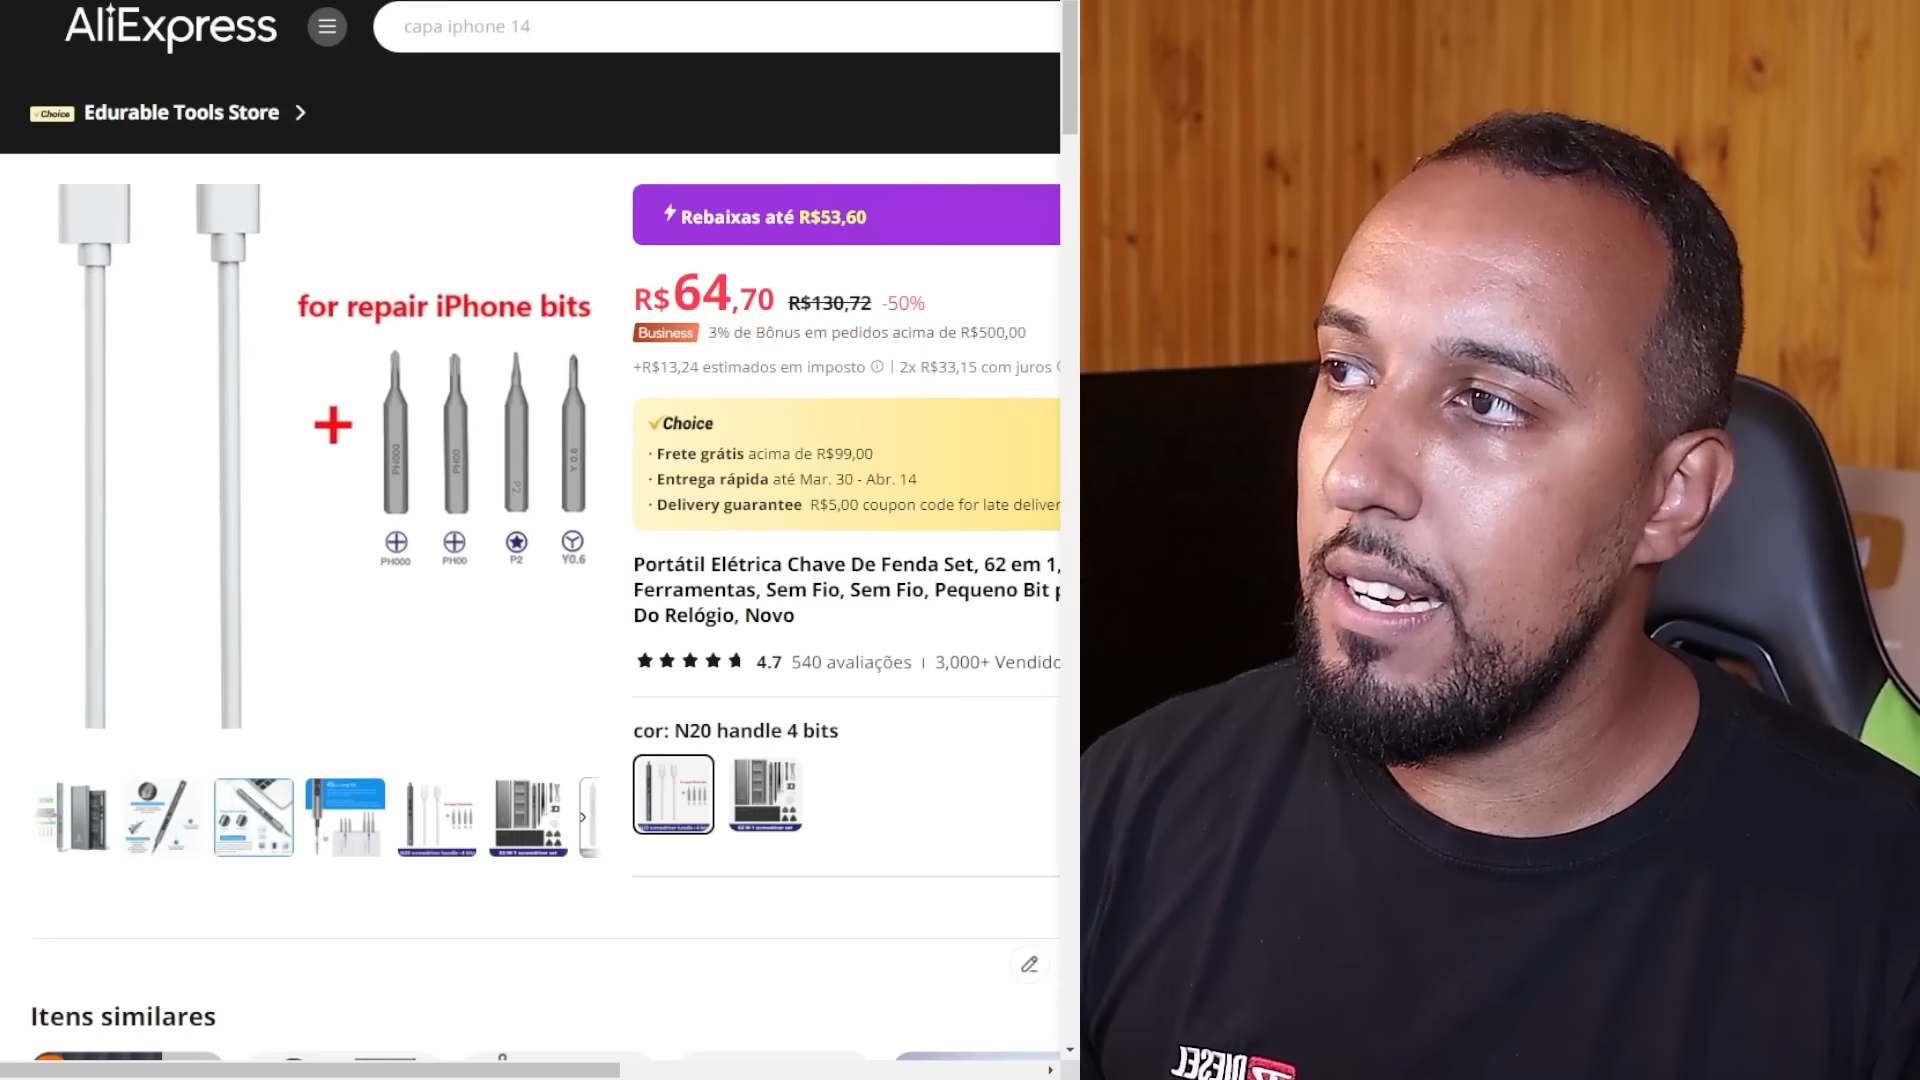 AliExpress
capa iphone 14
Choice Edurable Tools Store
for repair iPhone bits
PH000 PH00 P2 Y0.6
PH000 PH00 P2 Y0.6
Rebaixas até R$53,60
R$64,70 R$130,72 -50%
Business 3% de Bônus em pedidos acima de R$500,00
+R$13,24 estimados em imposto | 2x R$33,15 com juros
Choice
· Frete grátis acima de R$99,00
· Entrega rápida até Mar. 30 - Abr. 14
· Delivery guarantee R$5,00 coupon code for late deliver
Portátil Elétrica Chave De Fenda Set, 62 em 1,
Ferramentas, Sem Fio, Sem Fio, Pequeno Bit p
Do Relógio, Novo
4.7 540 avaliações | 3,000+ Vendido
cor: N20 handle 4 bits
Itens similares
DIESEL